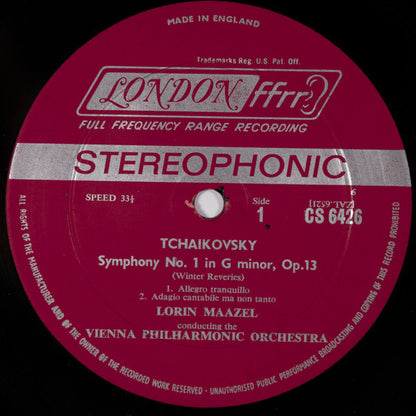 MADE IN ENGLAND
Trademarks Reg. U.S. Pat. Off.
LONDON ffrr
FULL FREQUENCY RANGE RECORDING
STEREOPHONIC
SPEED 33⅓
Side
1
6
[ZAL.6521]
CS 6426
TCHAIKOVSKY
Symphony No. 1 in G minor, Op.13
(Winter Reveries)
1. Allegro tranquillo
2. Adagio cantabile ma non tanto
LORIN MAAZEL
conducting the
VIENNA PHILHARMONIC ORCHESTRA
ALL RIGHTS OF THE MANUFACTURER AND OF THE OWNER OF THE RECORDED WORK RESERVED - UNAUTHORISED PUBLIC PERFORMANCE BROADCASTING AND COPYING OF THIS RECORD PROHIBITED